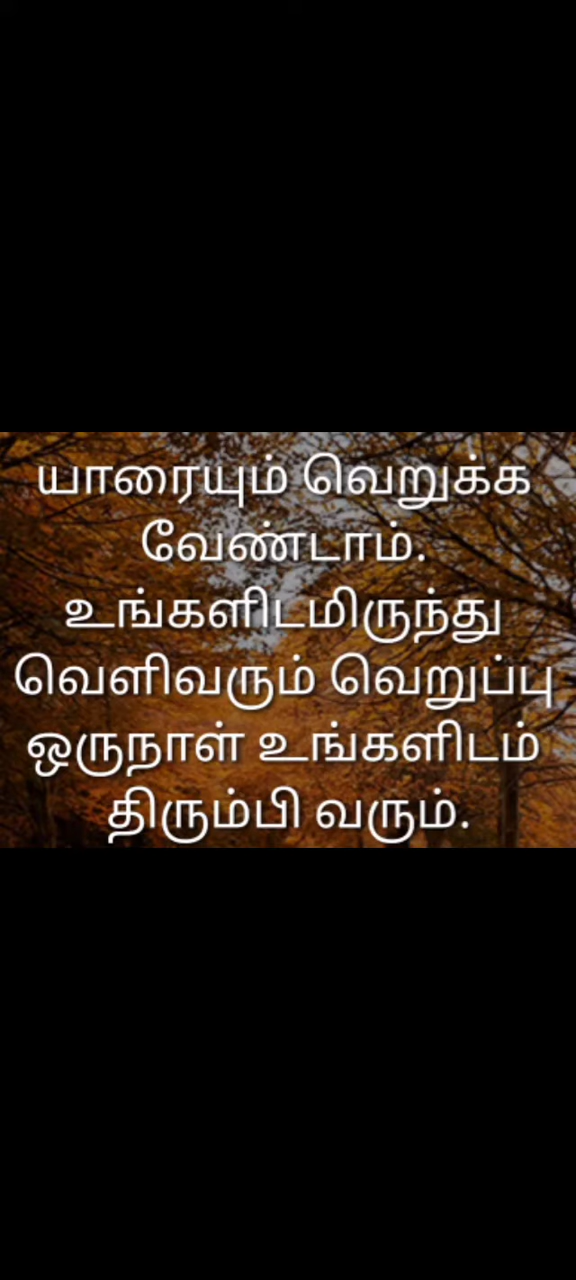 யாரையும் வெறுக்க
வேண்டாம்.
உங்களிடமிருந்து
வெளிவரும் வெறுப்பு
ஒருநாள் உங்களிடம்
திரும்பி வரும்.